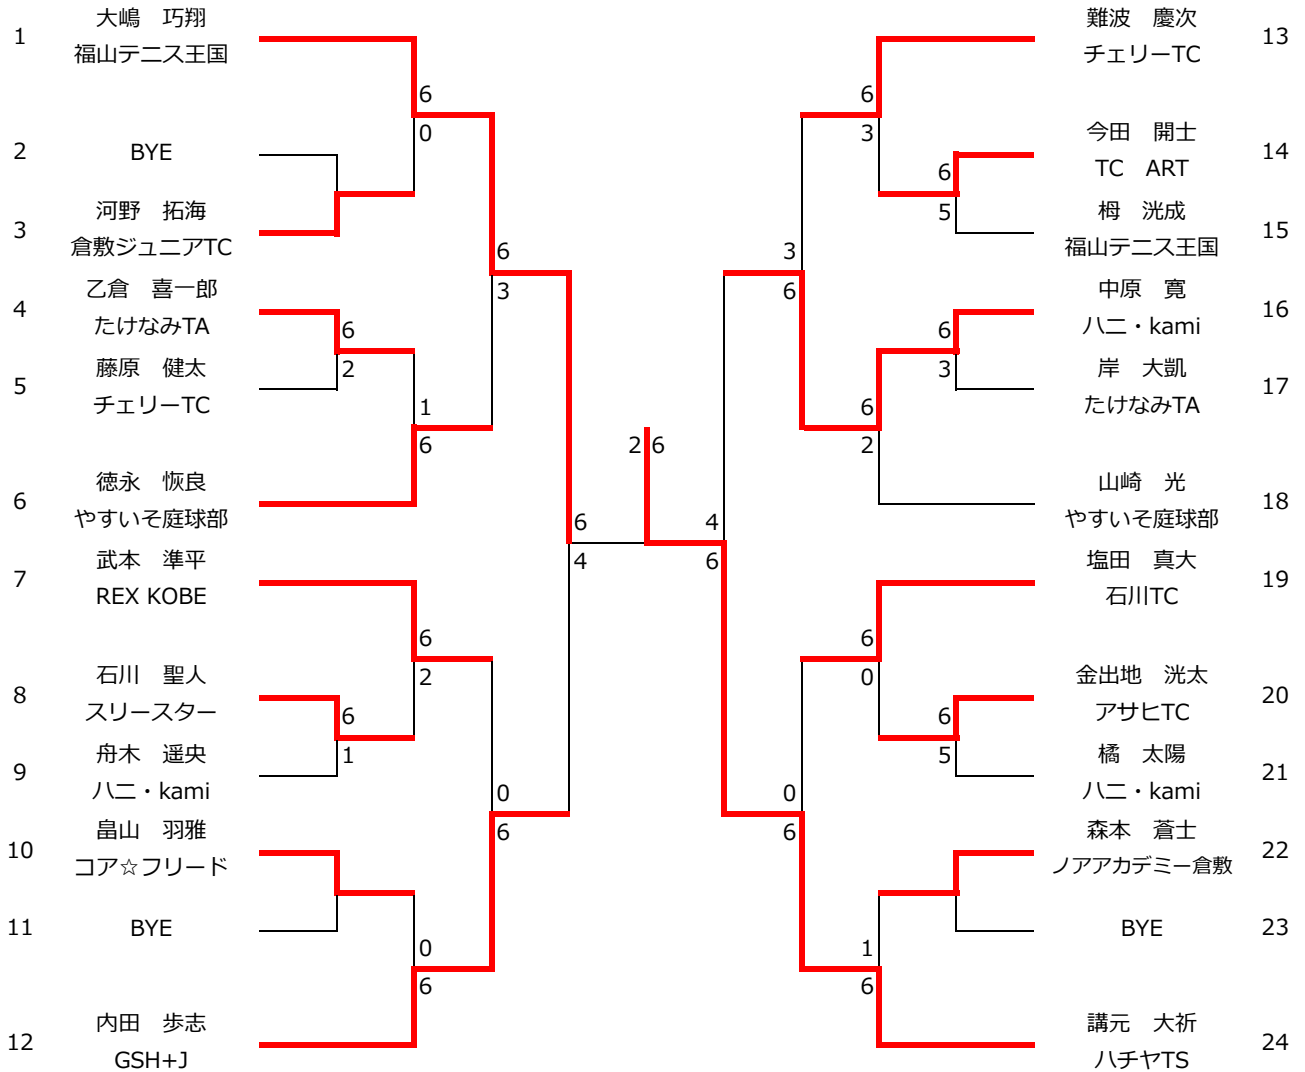 1
大嶋　巧翔
福山テニス王国
6
0
2
BYE
3
河野　拓海
倉敷ジュニアTC
6
3
4
乙倉　喜一郎
たけなみTA
6
2
5
藤原　健太
チェリーTC
1
6
6
徳永　恢良
やすいそ庭球部
6
4
7
武本　準平
REX KOBE
6
2
8
石川　聖人
スリースター
6
1
9
舟木　遥央
ハ二・kami
0
6
10
畠山　羽雅
コア☆フリード
11
BYE
0
6
12
内田　歩志
GSH+J
2 6
難波　慶次
チェリーTC
13
6
3
今田　開士
TC　ART
14
6
5
栂　洸成
福山テニス王国
15
3
6
中原　寛
ハ二・kami
16
6
3
岸　大凱
たけなみTA
17
6
2
山崎　光
やすいそ庭球部
18
4
6
塩田　真大
石川TC
19
6
0
金出地　洸太
アサヒTC
20
6
5
橘　太陽
ハ二・kami
21
0
6
森本　蒼士
ノアアカデミー倉敷
22
BYE
23
1
6
講元　大祈
ハチヤTS
24